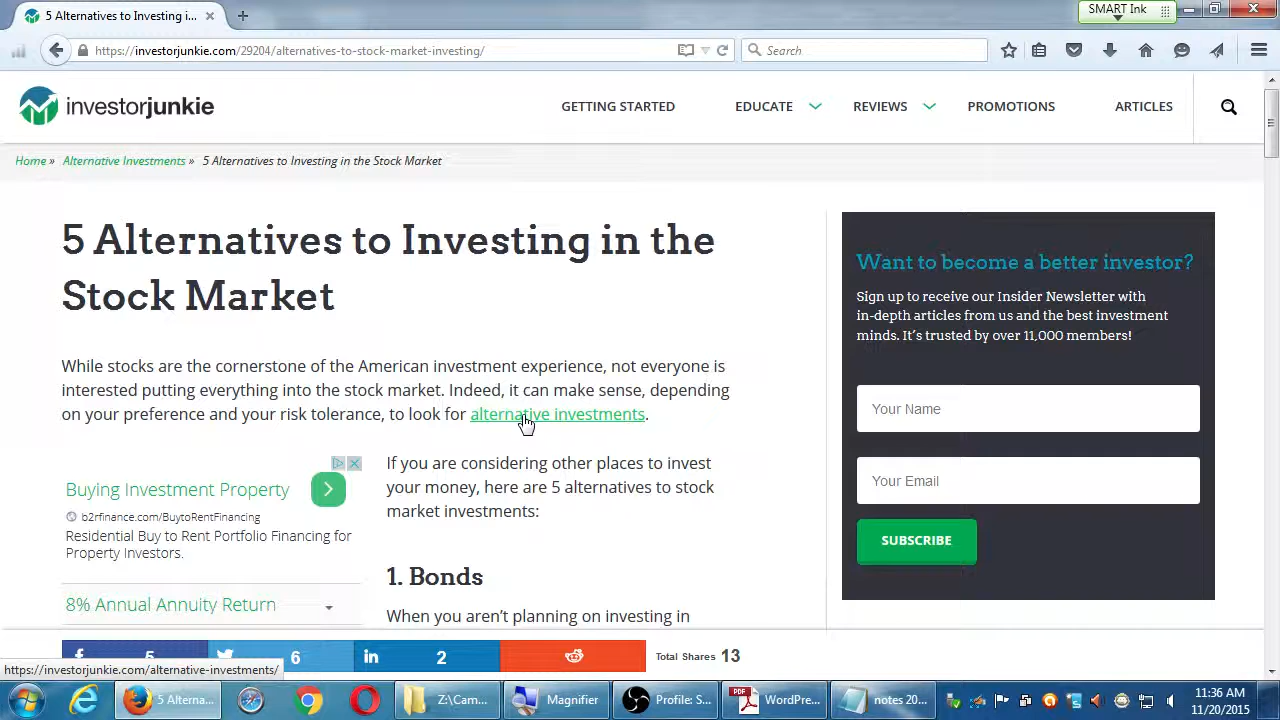 5 Alternatives to Investing i...
SMART Ink
https://investorjunkie.com/29204/alternatives-to-stock-market-investing/
Search
investorjunkie
GETTING STARTED
EDUCATE
REVIEWS
PROMOTIONS
ARTICLES
Home » Alternative Investments » 5 Alternatives to Investing in the Stock Market
5 Alternatives to Investing in the
Stock Market
While stocks are the cornerstone of the American investment experience, not everyone is
interested putting everything into the stock market. Indeed, it can make sense, depending
on your preference and your risk tolerance, to look for alternative investments.
Buying Investment Property
b2rfinance.com/BuytoRentFinancing
Residential Buy to Rent Portfolio Financing for
Property Investors.
8% Annual Annuity Return
If you are considering other places to invest
your money, here are 5 alternatives to stock
market investments:
1. Bonds
When you aren't planning on investing in
Want to become a better investor?
Sign up to receive our Insider Newsletter with
in-depth articles from us and the best investment
minds. It's trusted by over 11,000 members!
Your Name
Your Email
SUBSCRIBE
5
6
2
Total Shares 13
https://investorjunkie.com/alternative-investments/
5 Alterna...
Z:\Cam...
Magnifier
Profile: S...
PDF
WordPre...
notes 20...
11:36 AM
11/20/2015